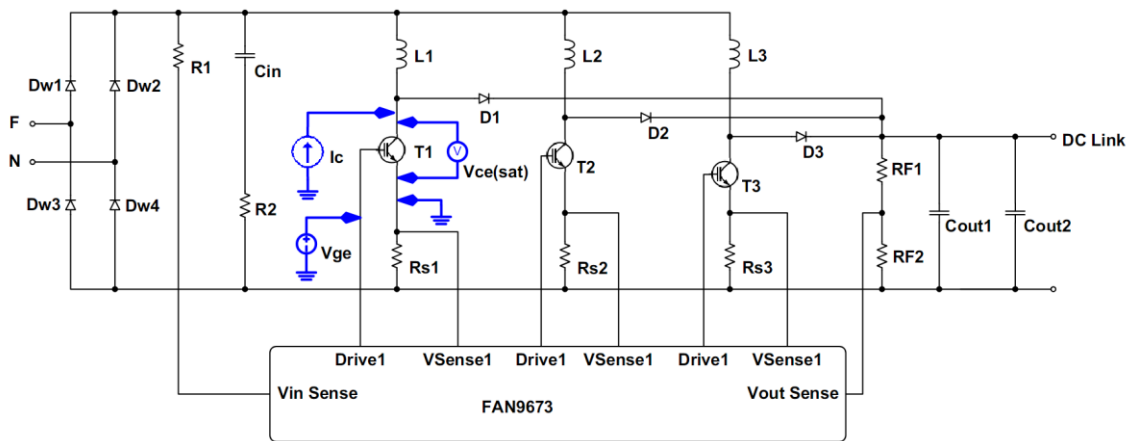 L1
L2
L3
R1
Cin
Dw1
Dw2
F
N
D1
D2
D3
DC Link
Ic
T1
V
Vce(sat)
T2
T3
RF1
Dw3
Dw4
R2
Vge
Rs1
Rs2
Rs3
RF2
Cout1
Cout2
Drive1
VSense1
Drive1
VSense1
Drive1
VSense1
Vin Sense
Vout Sense
FAN9673